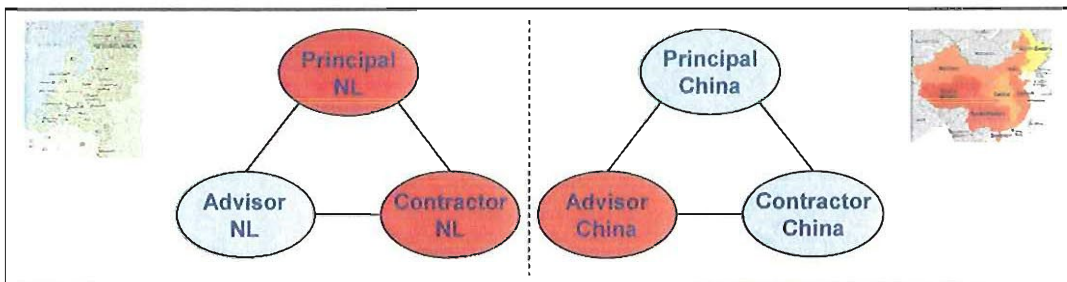 Principal
NL
Advisor
NL
Contractor
NL
Principal
China
Advisor
China
Contractor
China